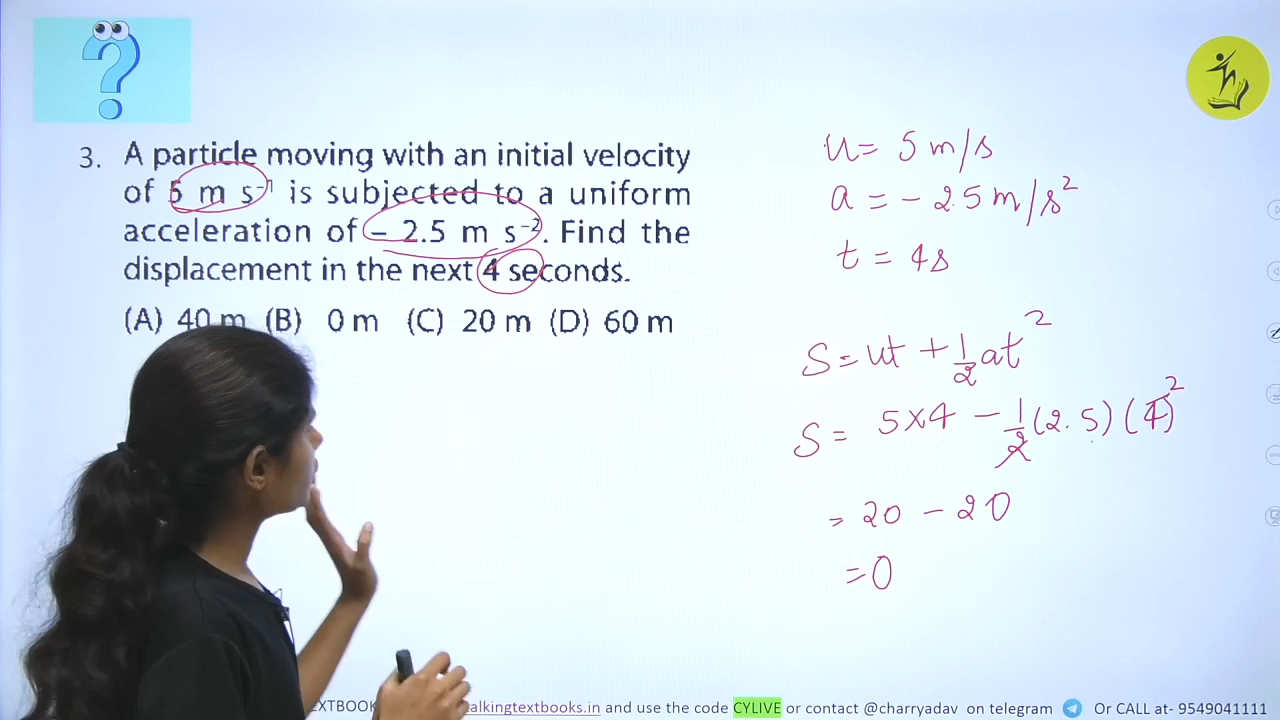 3. A particle moving with an initial velocity
of 5 m s⁻¹ is subjected to a uniform
acceleration of – 2.5 m s⁻². Find the
displacement in the next 4 seconds.
(A) 40 m (B) 0 m (C) 20 m (D) 60 m
u = 5 m/s
a = - 2.5 m/s²
t = 4s
S = ut + 1/2 at²
S = 5×4 - 1/2 (2.5) (4)²
= 20 - 20
= 0
alkingtextbooks.in and use the code CYLIVE or contact @charryadav on telegram Or CALL at- 9549041111